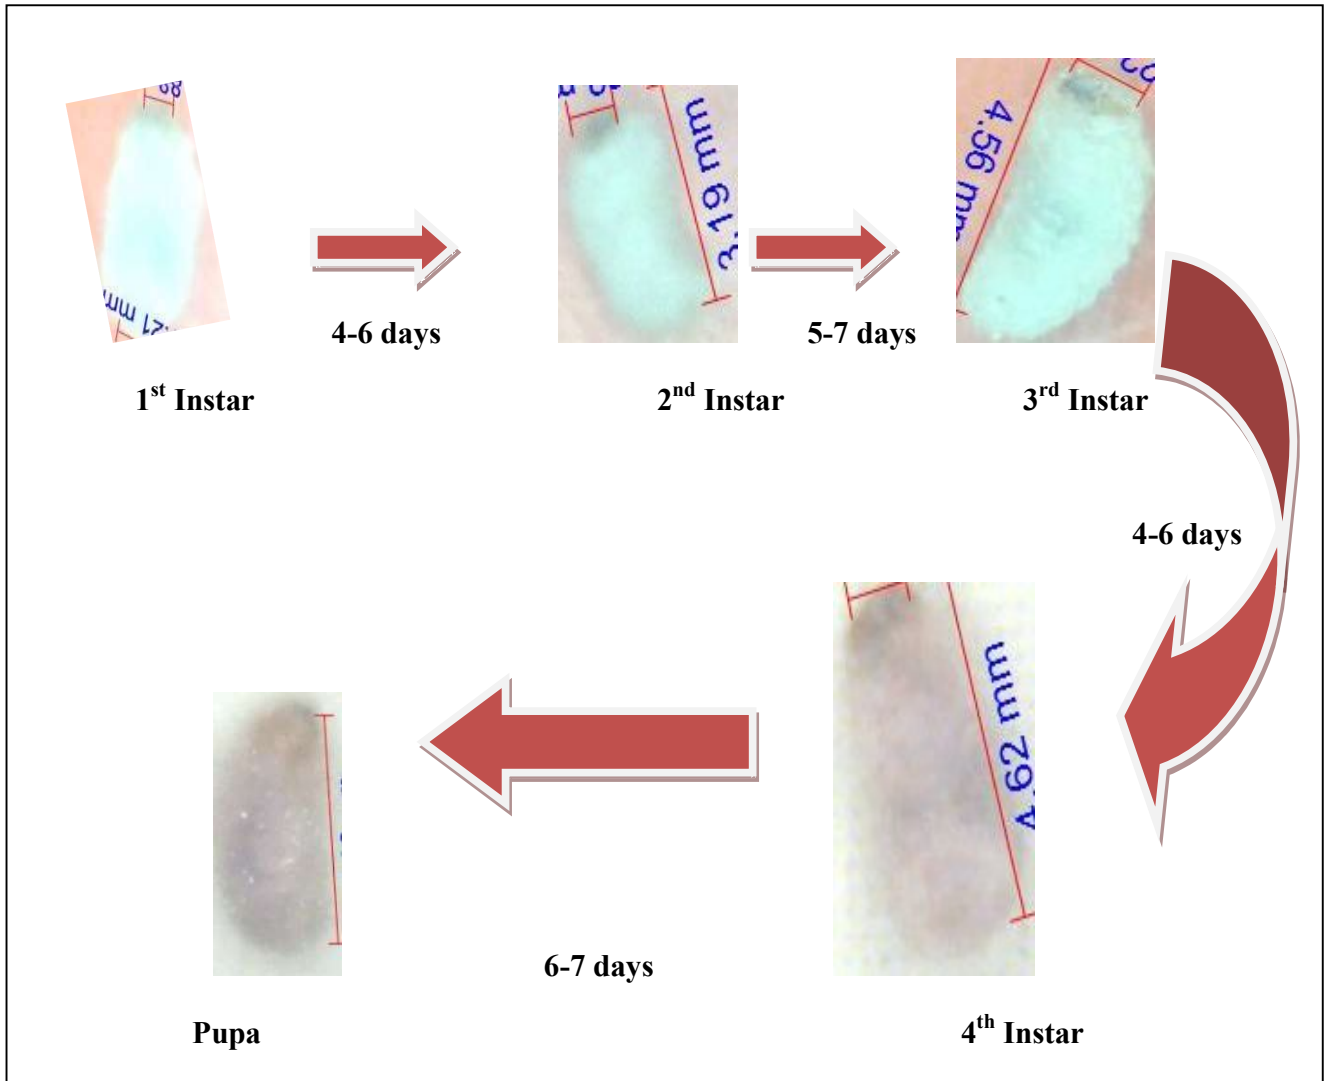 3.19 mm
4.56 mm
4-6 days
5-7 days
1st Instar
2nd Instar
3rd Instar
4-6 days
4.62 mm
6-7 days
Pupa
4th Instar